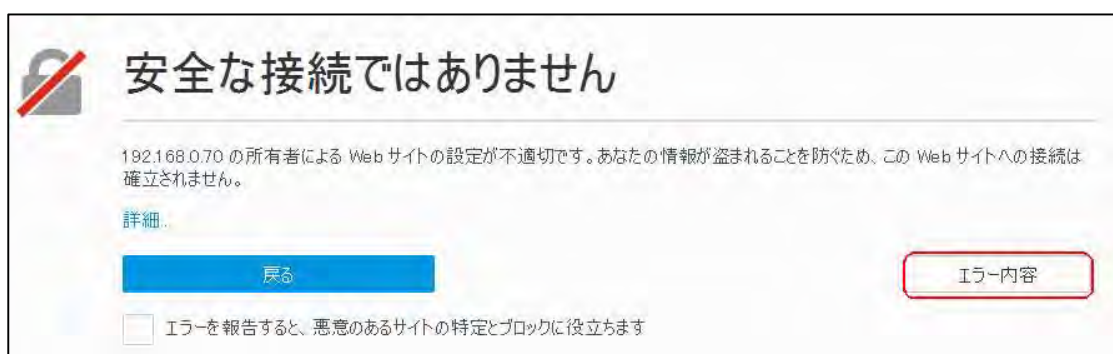 安全な接続ではありません
192.168.0.70 の所有者による Web サイトの設定が不適切です。あなたの情報が盗まれることを防ぐため、この Web サイトへの接続は
確立されません。
詳細...
戻る
エラー内容
エラーを報告すると、悪意のあるサイトの特定とブロックに役立ちます